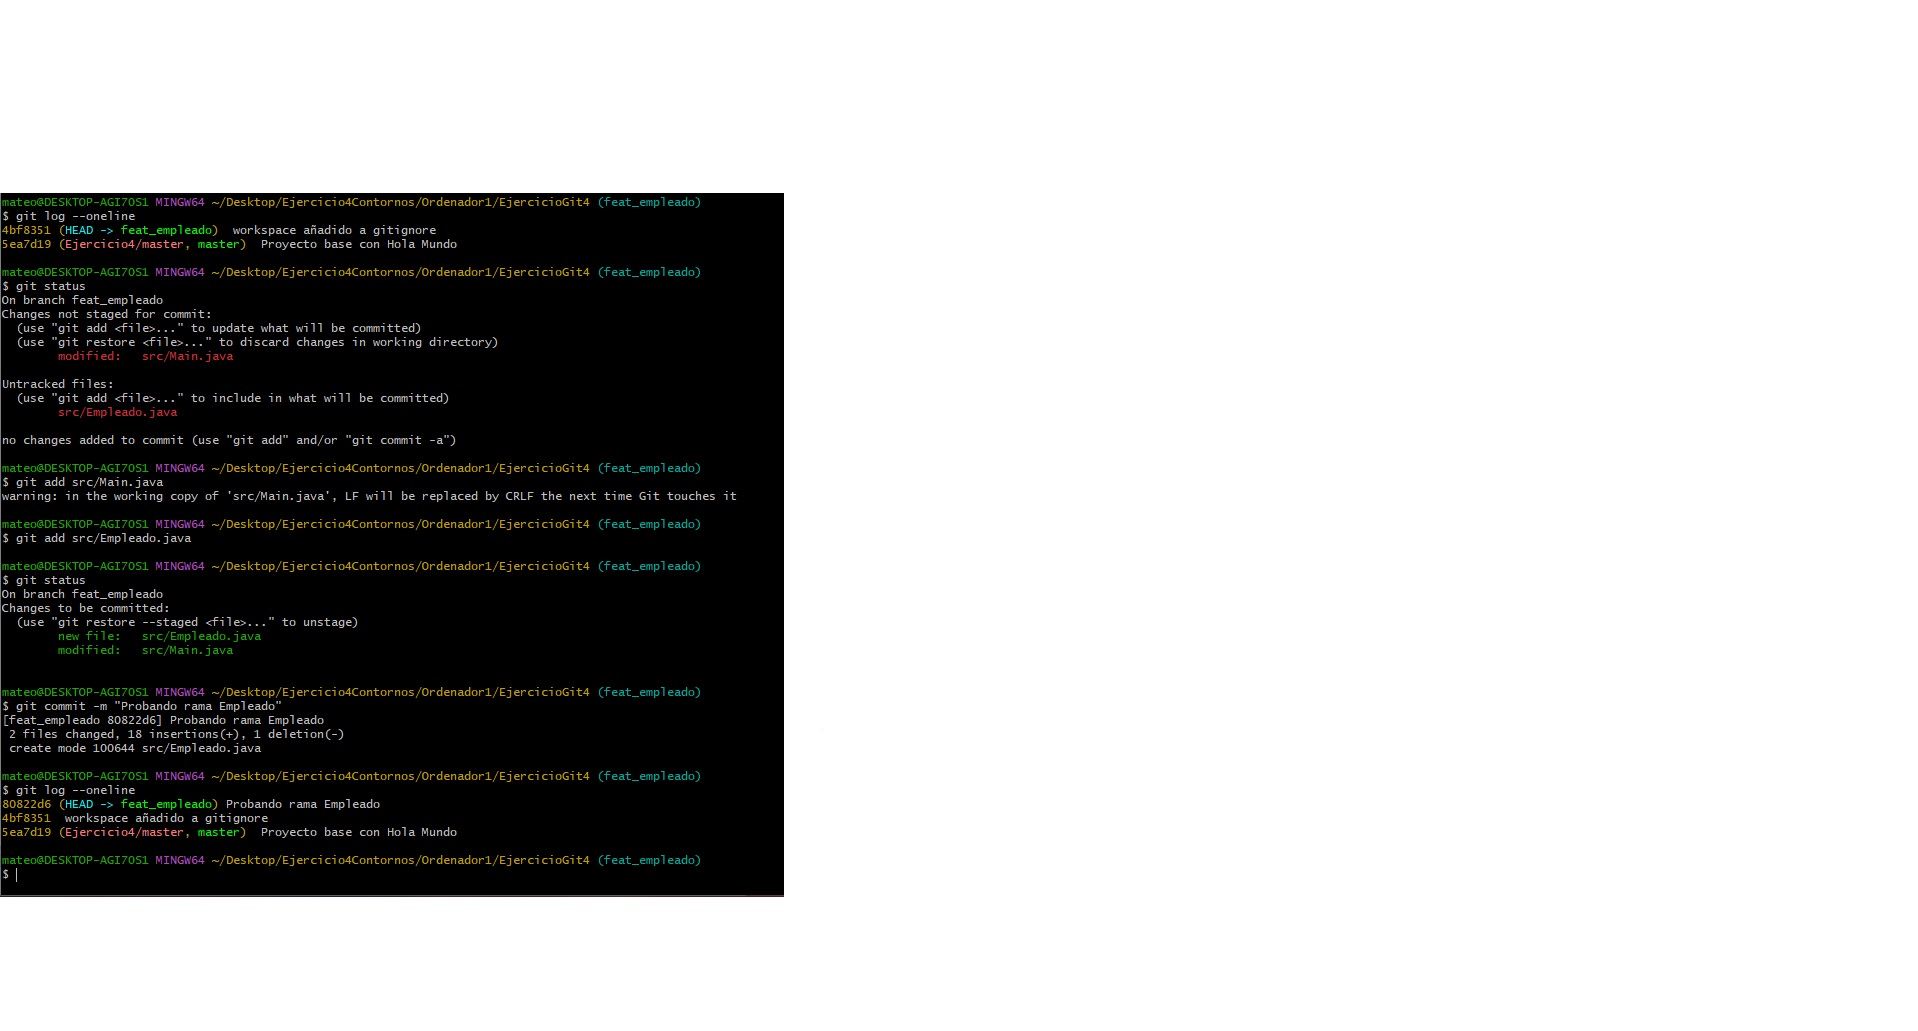 mateo@DESKTOP-AGI7OS1 MINGW64 ~/Desktop/Ejercicio4Contornos/Ordenador1/EjercicioGit4 (feat_empleado)
$ git log --oneline
4bf8351 (HEAD -> feat_empleado)  workspace añadido a gitignore
5ea7d19 (Ejercicio4/master, master)  Proyecto base con Hola Mundo
mateo@DESKTOP-AGI7OS1 MINGW64 ~/Desktop/Ejercicio4Contornos/Ordenador1/EjercicioGit4 (feat_empleado)
$ git status
On branch feat_empleado
Changes not staged for commit:
  (use "git add <file>..." to update what will be committed)
  (use "git restore <file>..." to discard changes in working directory)
        modified:   src/Main.java
Untracked files:
  (use "git add <file>..." to include in what will be committed)
        src/Empleado.java
no changes added to commit (use "git add" and/or "git commit -a")
mateo@DESKTOP-AGI7OS1 MINGW64 ~/Desktop/Ejercicio4Contornos/Ordenador1/EjercicioGit4 (feat_empleado)
$ git add src/Main.java
warning: in the working copy of 'src/Main.java', LF will be replaced by CRLF the next time Git touches it
mateo@DESKTOP-AGI7OS1 MINGW64 ~/Desktop/Ejercicio4Contornos/Ordenador1/EjercicioGit4 (feat_empleado)
$ git add src/Empleado.java
mateo@DESKTOP-AGI7OS1 MINGW64 ~/Desktop/Ejercicio4Contornos/Ordenador1/EjercicioGit4 (feat_empleado)
$ git status
On branch feat_empleado
Changes to be committed:
  (use "git restore --staged <file>..." to unstage)
        new file:   src/Empleado.java
        modified:   src/Main.java
mateo@DESKTOP-AGI7OS1 MINGW64 ~/Desktop/Ejercicio4Contornos/Ordenador1/EjercicioGit4 (feat_empleado)
$ git commit -m "Probando rama Empleado"
[feat_empleado 80822d6] Probando rama Empleado
 2 files changed, 18 insertions(+), 1 deletion(-)
 create mode 100644 src/Empleado.java
mateo@DESKTOP-AGI7OS1 MINGW64 ~/Desktop/Ejercicio4Contornos/Ordenador1/EjercicioGit4 (feat_empleado)
$ git log --oneline
80822d6 (HEAD -> feat_empleado) Probando rama Empleado
4bf8351  workspace añadido a gitignore
5ea7d19 (Ejercicio4/master, master)  Proyecto base con Hola Mundo
mateo@DESKTOP-AGI7OS1 MINGW64 ~/Desktop/Ejercicio4Contornos/Ordenador1/EjercicioGit4 (feat_empleado)
$